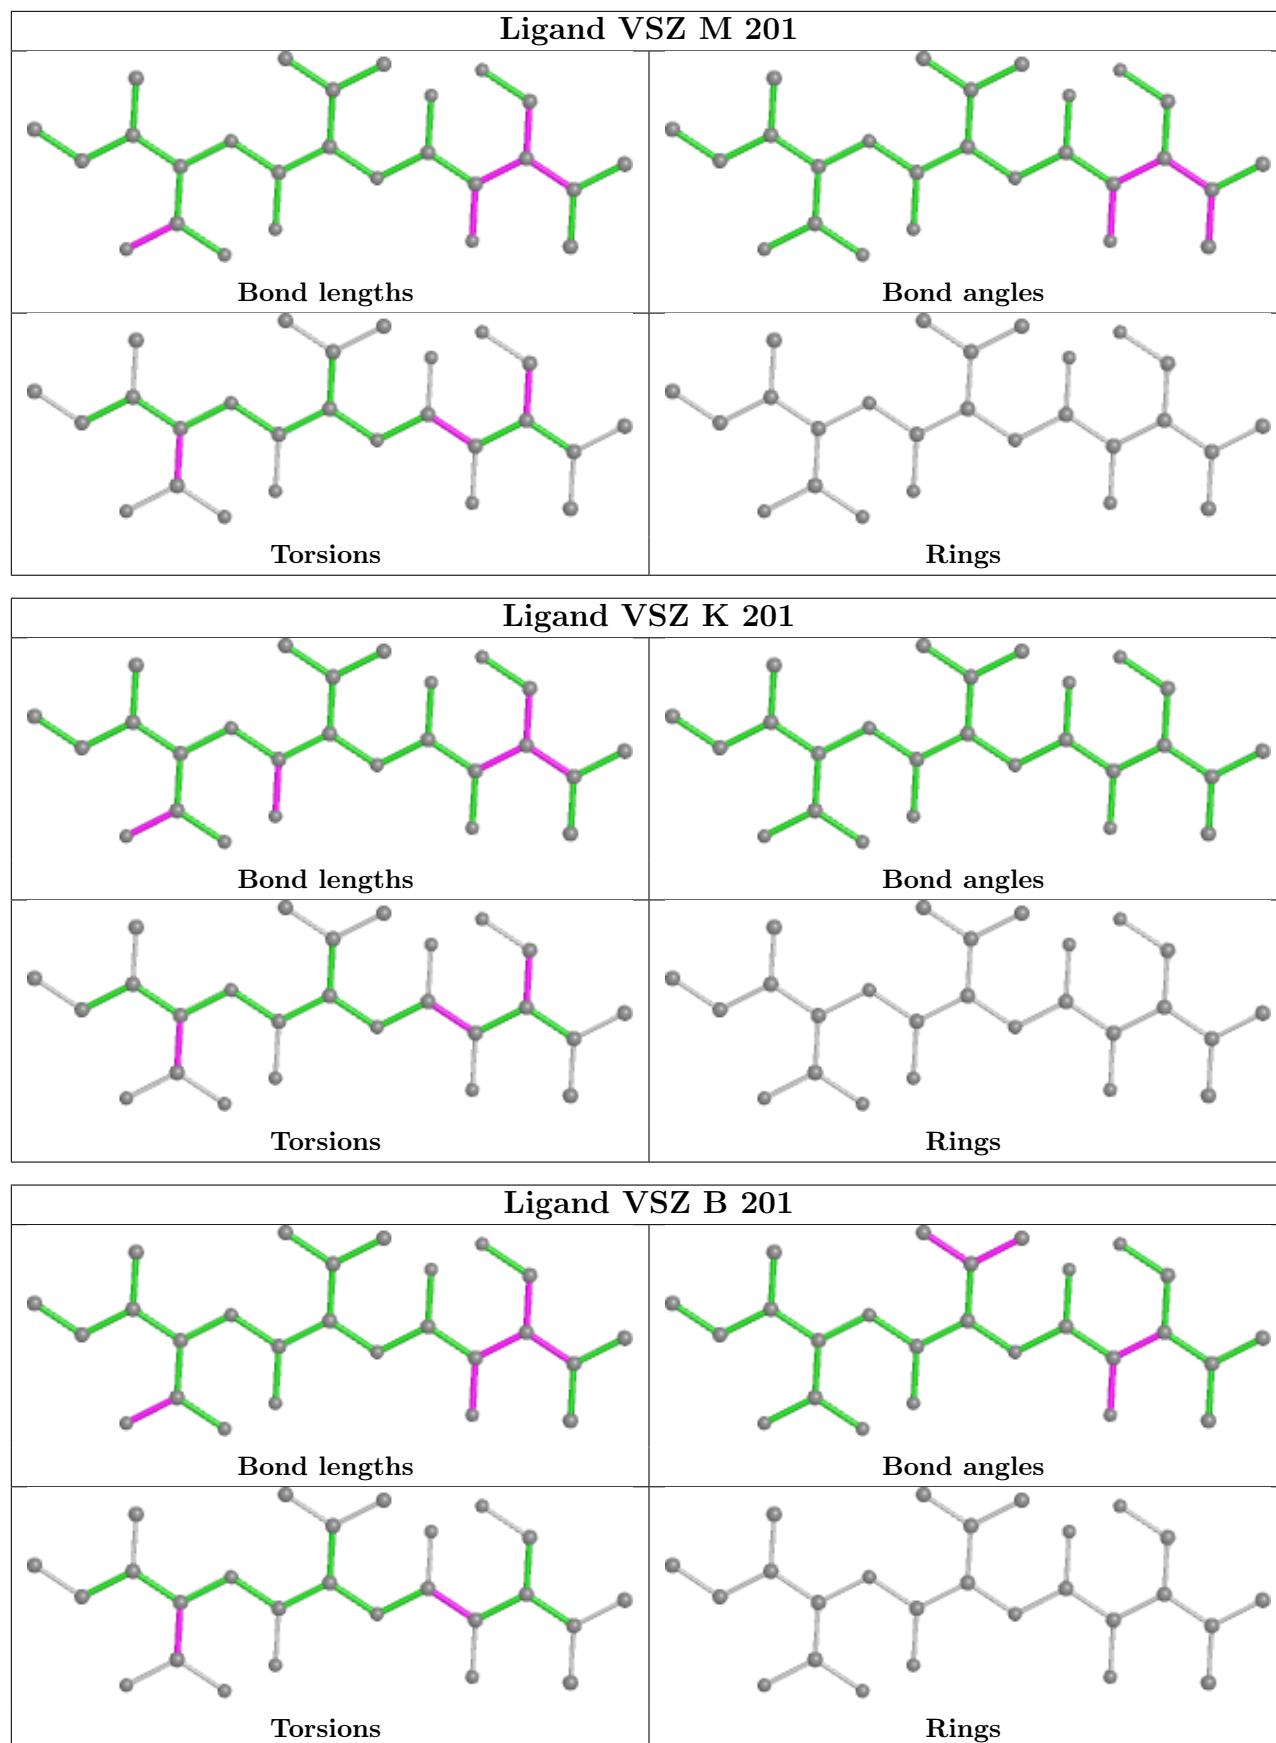 Ligand VSZ M 201
Bond lengths
Bond angles
Torsions
Rings
Ligand VSZ K 201
Bond lengths
Bond angles
Torsions
Rings
Ligand VSZ B 201
Bond lengths
Bond angles
Torsions
Rings